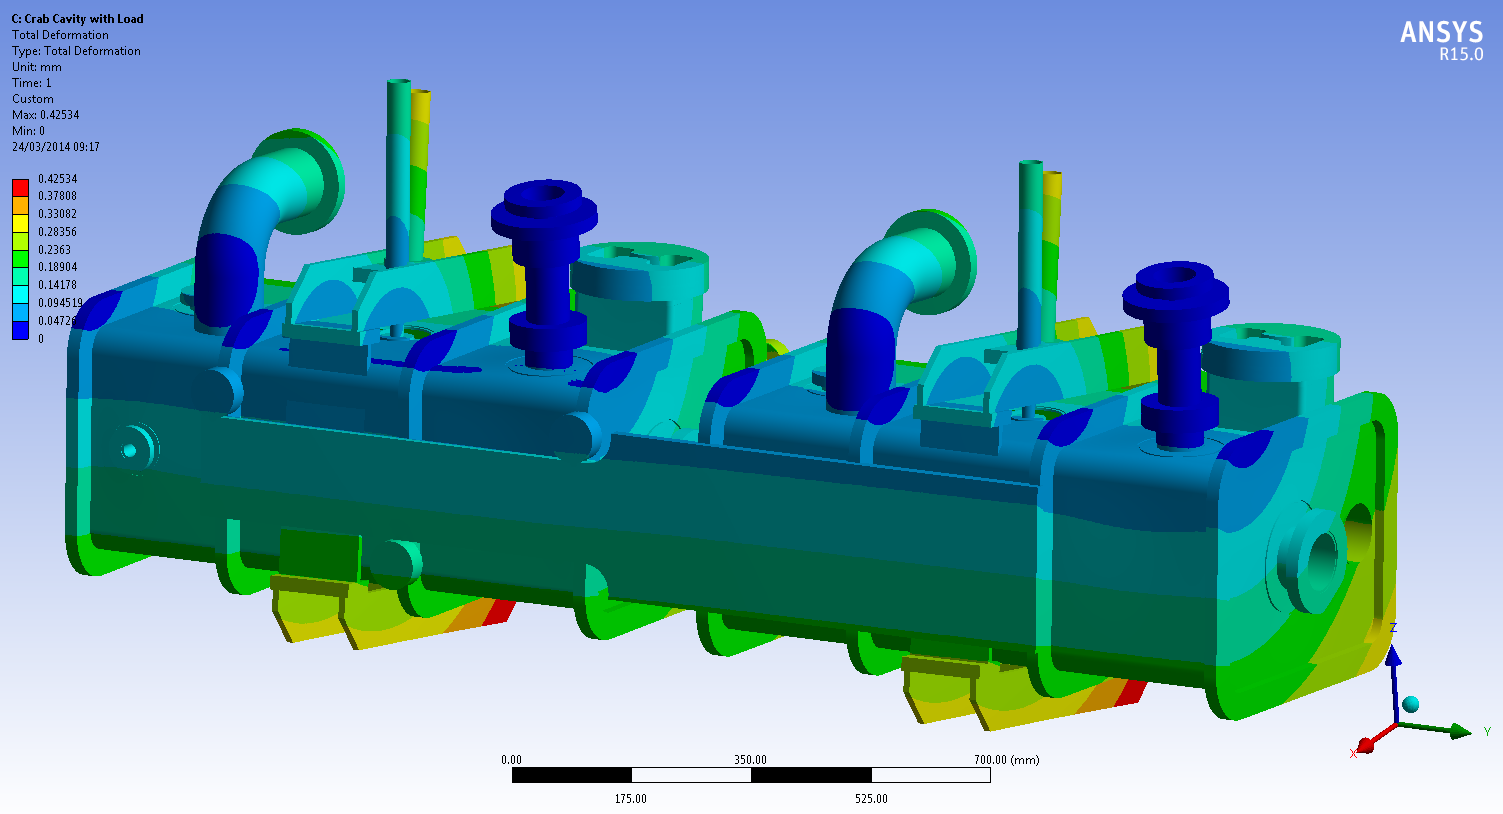 C: Crab Cavity with Load
Total Deformation
Type: Total Deformation
Unit: mm
Time: 1
Custom
Max: 0.42534
Min: 0
24/03/2014 09:17
ANSYS
R15.0
0.42534
0.37808
0.33082
0.28356
0.2363
0.18904
0.14178
0.094519
0
Z
Y
X
0.00 350.00 700.00 (mm)
175.00 525.00